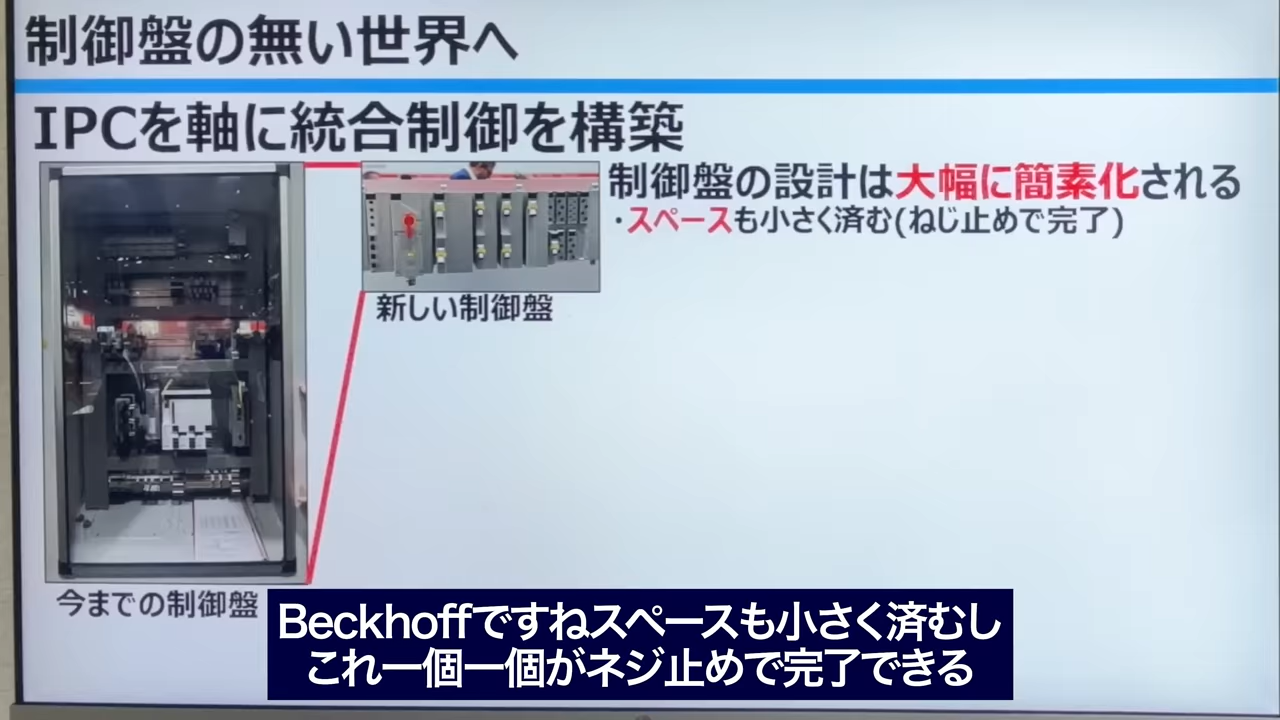 制御盤の無い世界へ
IPCを軸に統合制御を構築
制御盤の設計は大幅に簡素化される
・スペースも小さく済む(ねじ止めで完了)
新しい制御盤
今までの制御盤
Beckhoffですねスペースも小さく済むし
これ一個一個がネジ止めで完了できる